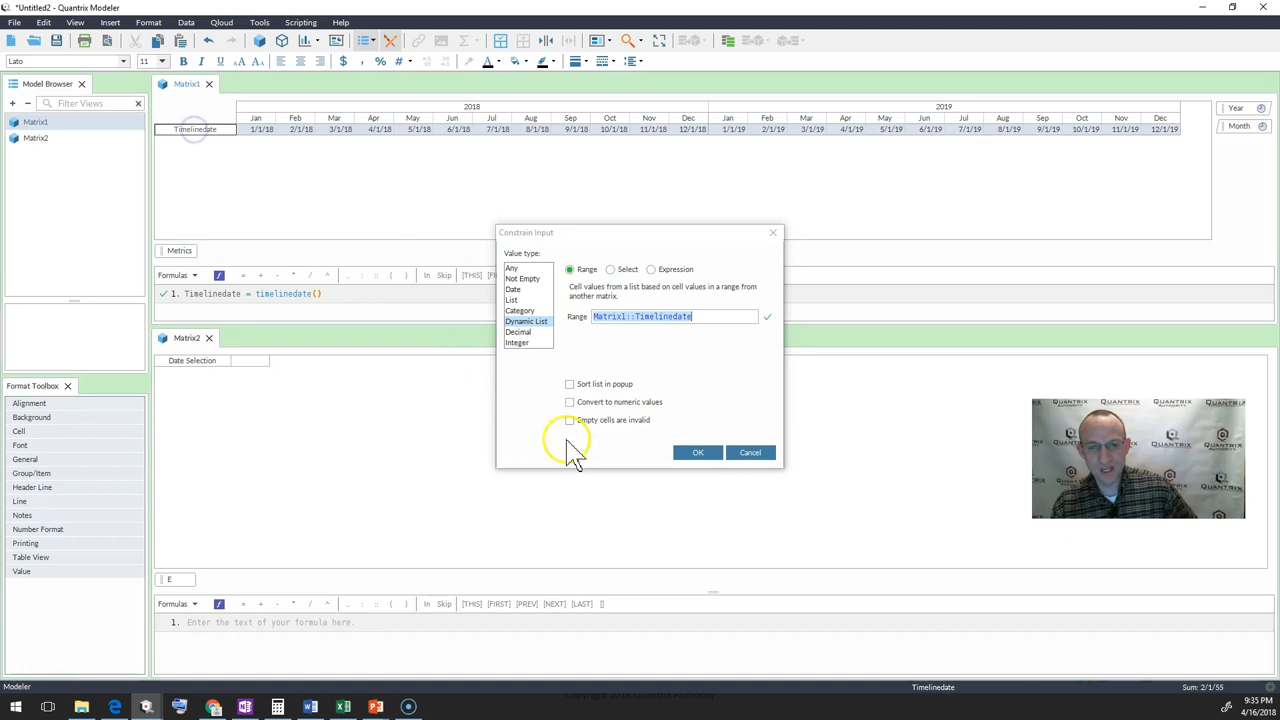 *Untitled2 - Quantrix Modeler
File Edit View Insert Format Data Qloud Tools Scripting Help
Lato 11 B I U A A $ % #
Model Browser
Filter Views
Matrix1
Matrix2
Matrix1
2018 2019
Jan Feb Mar Apr May Jun Jul Aug Sep Oct Nov Dec Jan Feb Mar Apr May Jun Jul Aug Sep Oct Nov Dec
Timelinedate 1/1/18 2/1/18 3/1/18 4/1/18 5/1/18 6/1/18 7/1/18 8/1/18 9/1/18 10/1/18 11/1/18 12/1/18 1/1/19 2/1/19 3/1/19 4/1/19 5/1/19 6/1/19 7/1/19 8/1/19 9/1/19 10/1/19 11/1/19 12/1/19
Year
Month
Metrics
Formulas f = + - * / ^ .. : :: ( ) In Skip [THIS]
1. Timelinedate = timelinedate()
Constrain Input
Value type:
Any
Not Empty
Date
List
Category
Dynamic List
Decimal
Integer
Range Select Expression
Cell values from a list based on cell values in a range from
another matrix.
Range Matrix1::Timelinedate
Sort list in popup
Convert to numeric values
Empty cells are invalid
OK Cancel
Matrix2
Date Selection
Format Toolbox
Alignment
Background
Cell
Font
General
Group/Item
Header Line
Line
Notes
Number Format
Printing
Table View
Value
E
Formulas f = + - * / ^ .. : :: ( ) In Skip [THIS] [FIRST] [PREV] [NEXT] [LAST] []
1. Enter the text of your formula here.
QUANTRIX
AUTHORITY
Modeler Timelinedate Sum: 2/1/55
Copyright 2018 Quantrix Authority
9:35 PM
4/16/2018